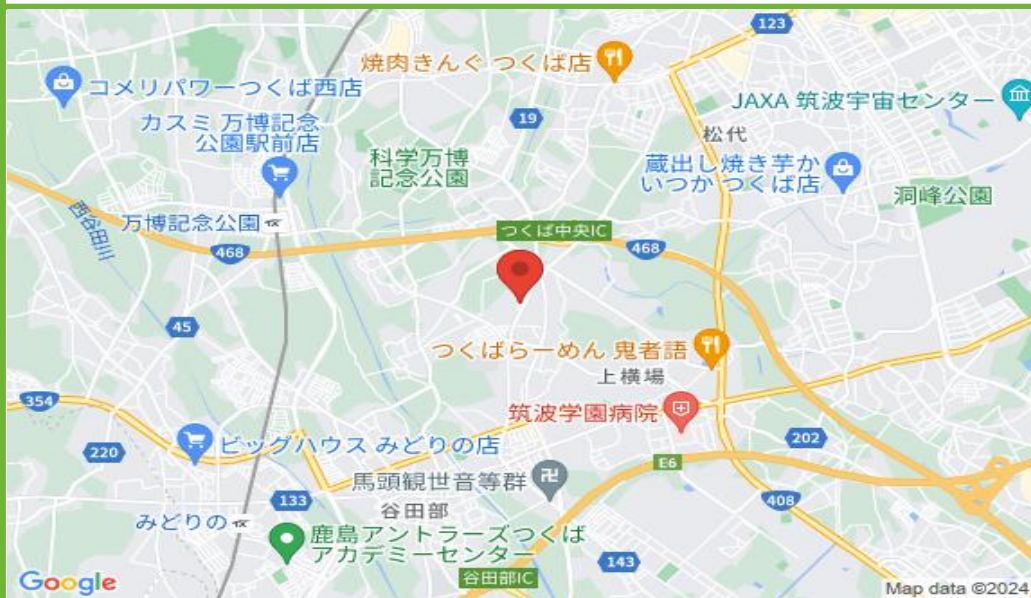 123
焼肉きんぐ つくば店
コメリパワーつくば西店
JAXA 筑波宇宙センター
カスミ 万博記念
公園駅前店
19
松代
科学万博
記念公園
蔵出し焼き芋か
いつか つくば店
洞峰公園
西谷田川
万博記念公園
TX
つくば中央IC
468
468
45
つくばらーめん 鬼者語
上横場
354
筑波学園病院
220
ビッグハウス みどりの店
202
E6
馬頭観世音等群
133
谷田部
408
みどりの
TX
鹿島アントラーズつくば
アカデミーセンター
143
谷田部IC
Google
Map data ©2024